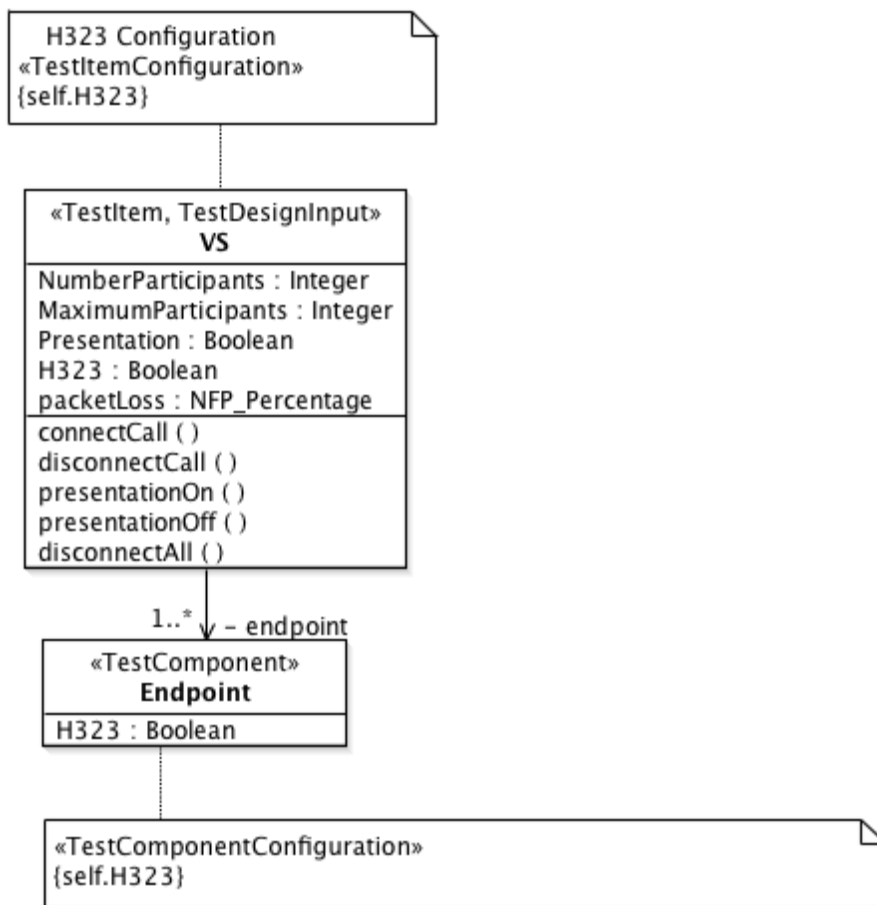 H323 Configuration
«TestItemConfiguration»
{self.H323}
«TestItem, TestDesignInput»
VS
NumberParticipants : Integer
MaximumParticipants : Integer
Presentation : Boolean
H323 : Boolean
packetLoss : NFP_Percentage
connectCall ( )
disconnectCall ( )
presentationOn ( )
presentationOff ( )
disconnectAll ( )
1..* – endpoint
«TestComponent»
Endpoint
H323 : Boolean
«TestComponentConfiguration»
{self.H323}